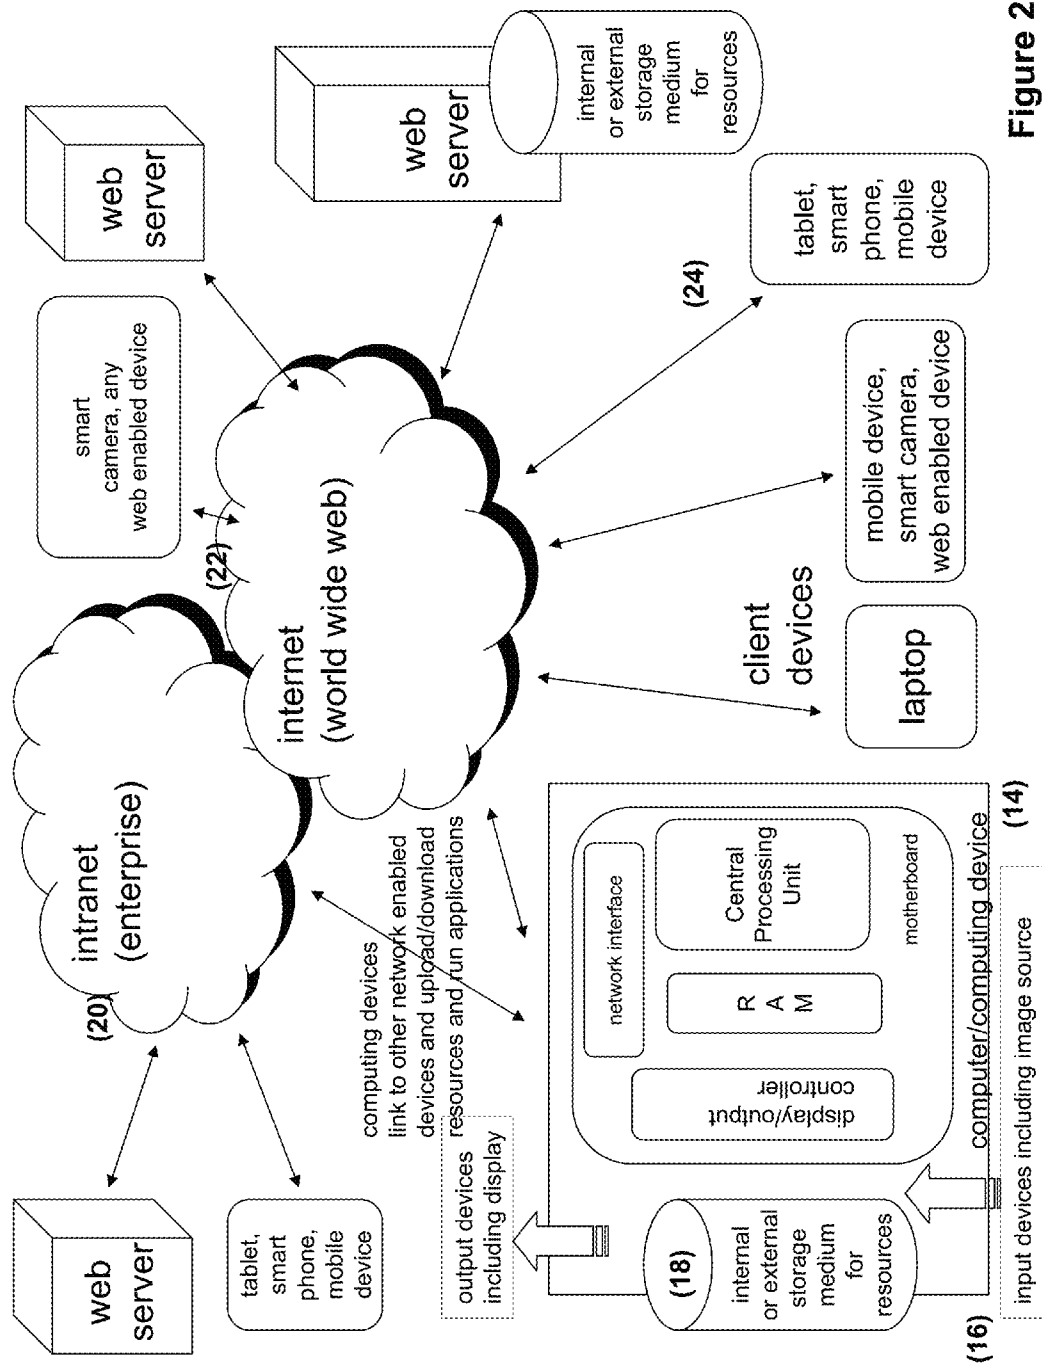 web
server
tablet,
smart
phone,
mobile
device
(20)
intranet
(enterprise)
smart
camera, any
web enabled device
(22)
web
server
internet
(world wide web)
web
server
internal
or external
storage
medium
for
resources
computing devices
link to other network enabled
devices and upload/download
resources and run applications
output devices
including display
(18)
internal
or external
storage
medium
for
resources
(16)
display/output
controller
network interface
R
A
M
Central
Processing
Unit
motherboard
computer/computing device
(14)
input devices including image source
client
devices
laptop
mobile device,
smart camera,
web enabled device
(24)
tablet,
smart
phone,
mobile
device
Figure 2